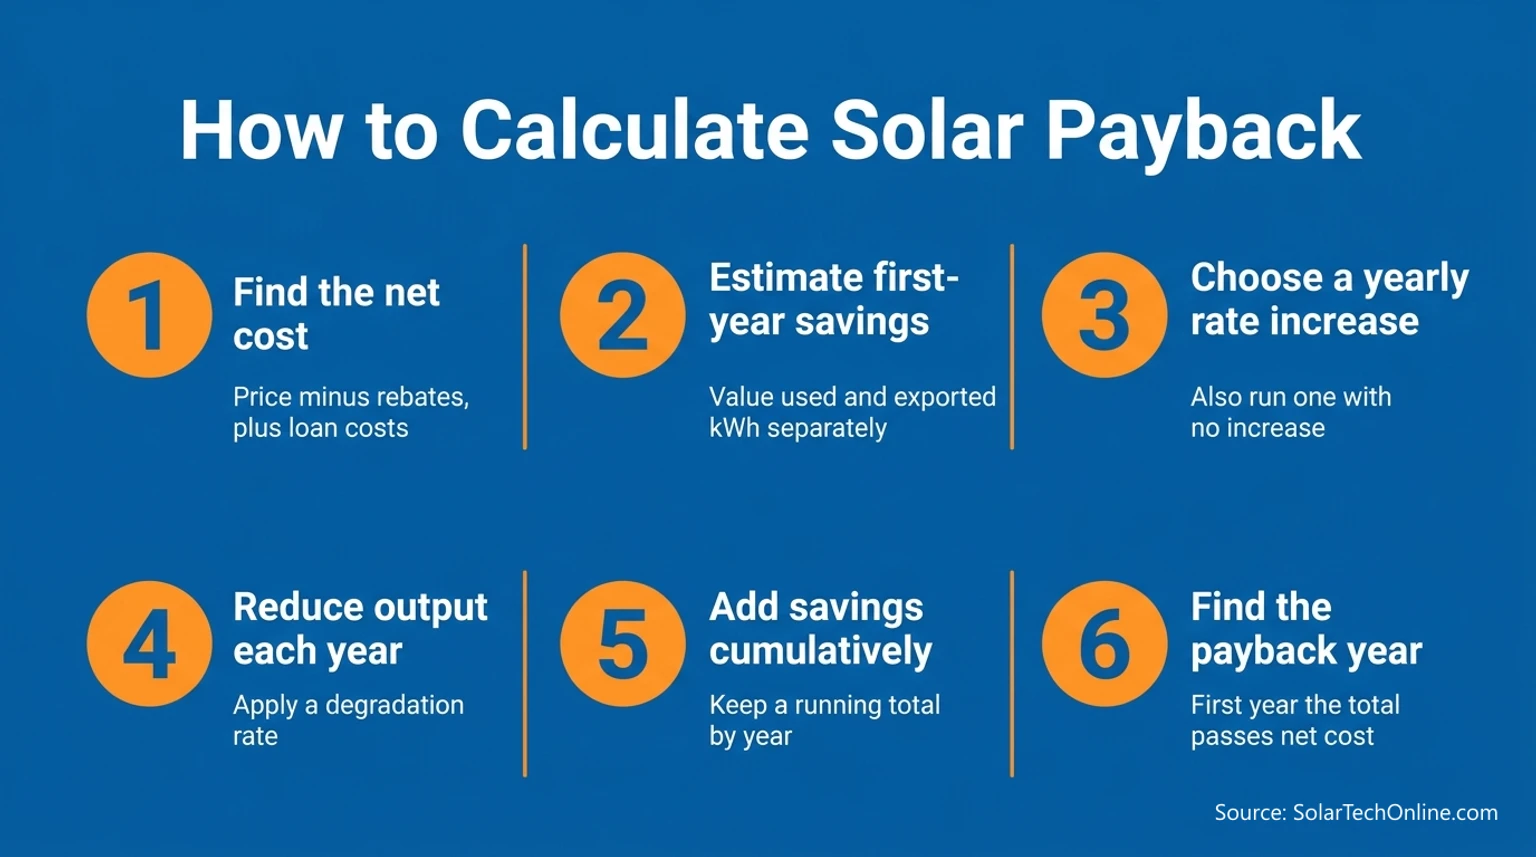 How to Calculate Solar Payback
1
Find the net
cost
Price minus rebates,
plus loan costs
2
Estimate first-
year savings
Value used and exported
kWh separately
3
Choose a yearly
rate increase
Also run one with
no increase
4
Reduce output
each year
Apply a degradation
rate
5
Add savings
cumulatively
Keep a running total
by year
6
Find the
payback year
First year the total
passes net cost
Source: SolarTechOnline.com